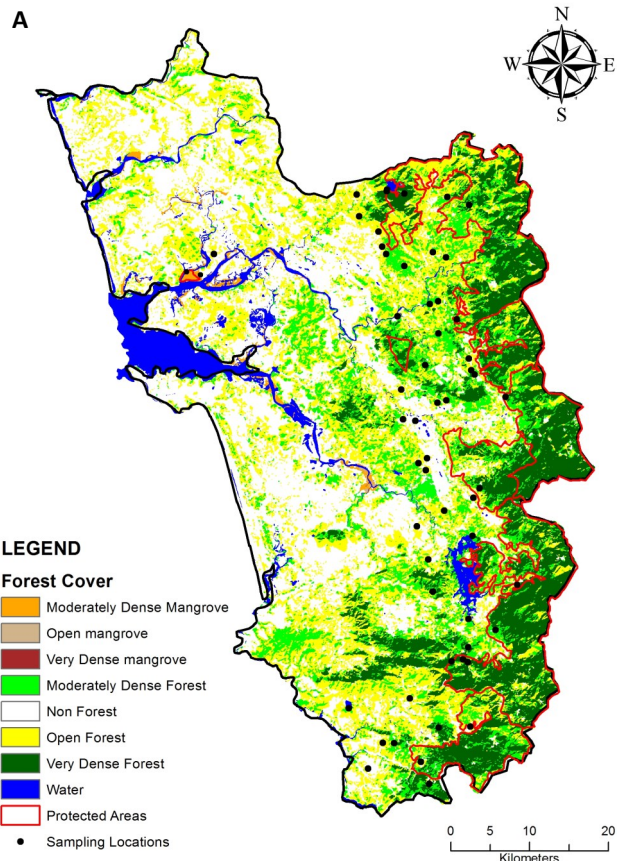 A
N
W E
S
LEGEND
Forest Cover
Moderately Dense Mangrove
Open mangrove
Very Dense mangrove
Moderately Dense Forest
Non Forest
Open Forest
Very Dense Forest
Water
Protected Areas
Sampling Locations
0 5 10 20
Kilometers